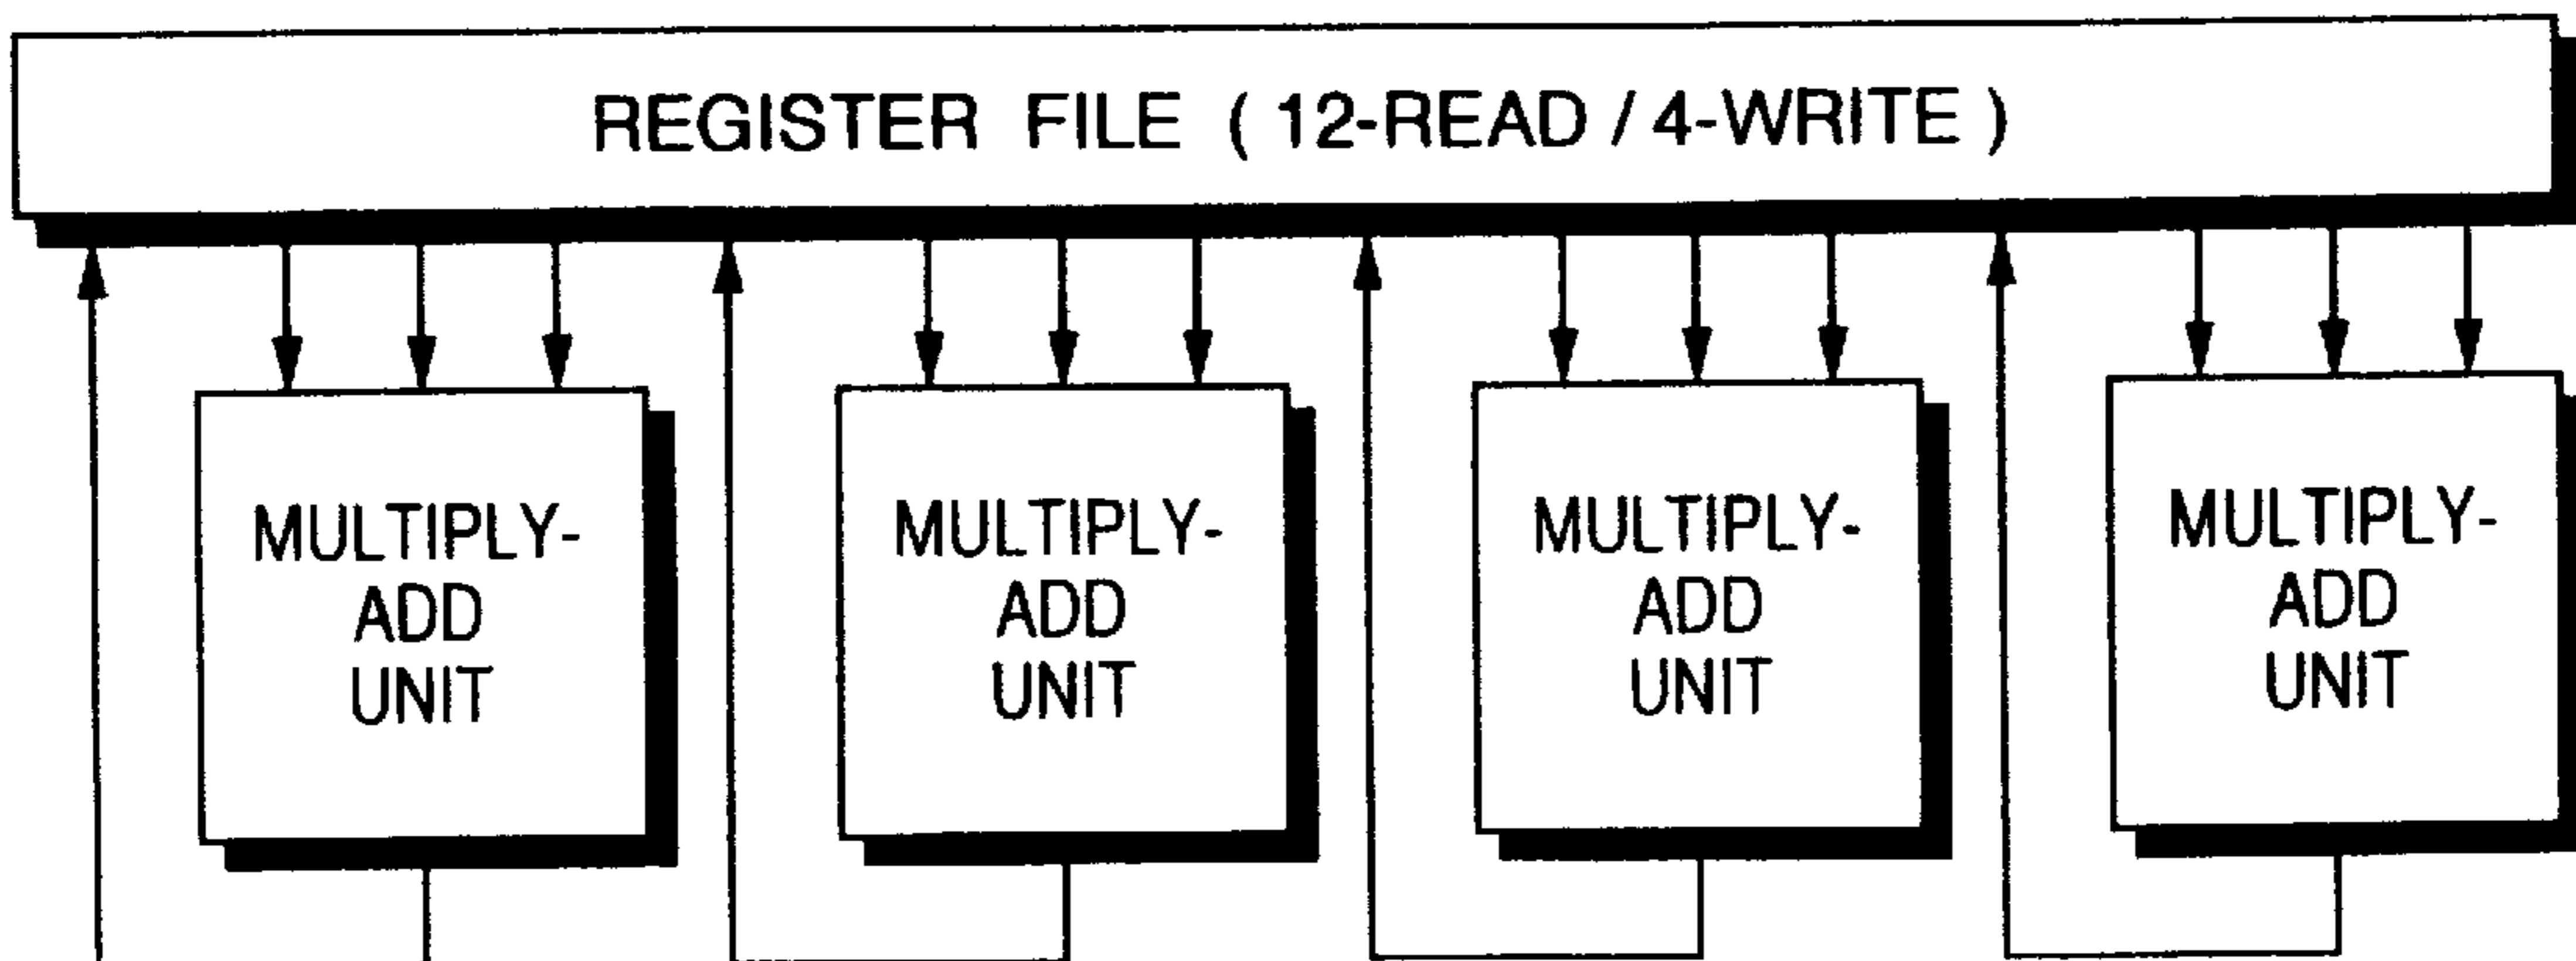 REGISTER FILE ( 12-READ / 4-WRITE )
MULTIPLY-
ADD
UNIT
MULTIPLY-
ADD
UNIT
MULTIPLY-
ADD
UNIT
MULTIPLY-
ADD
UNIT